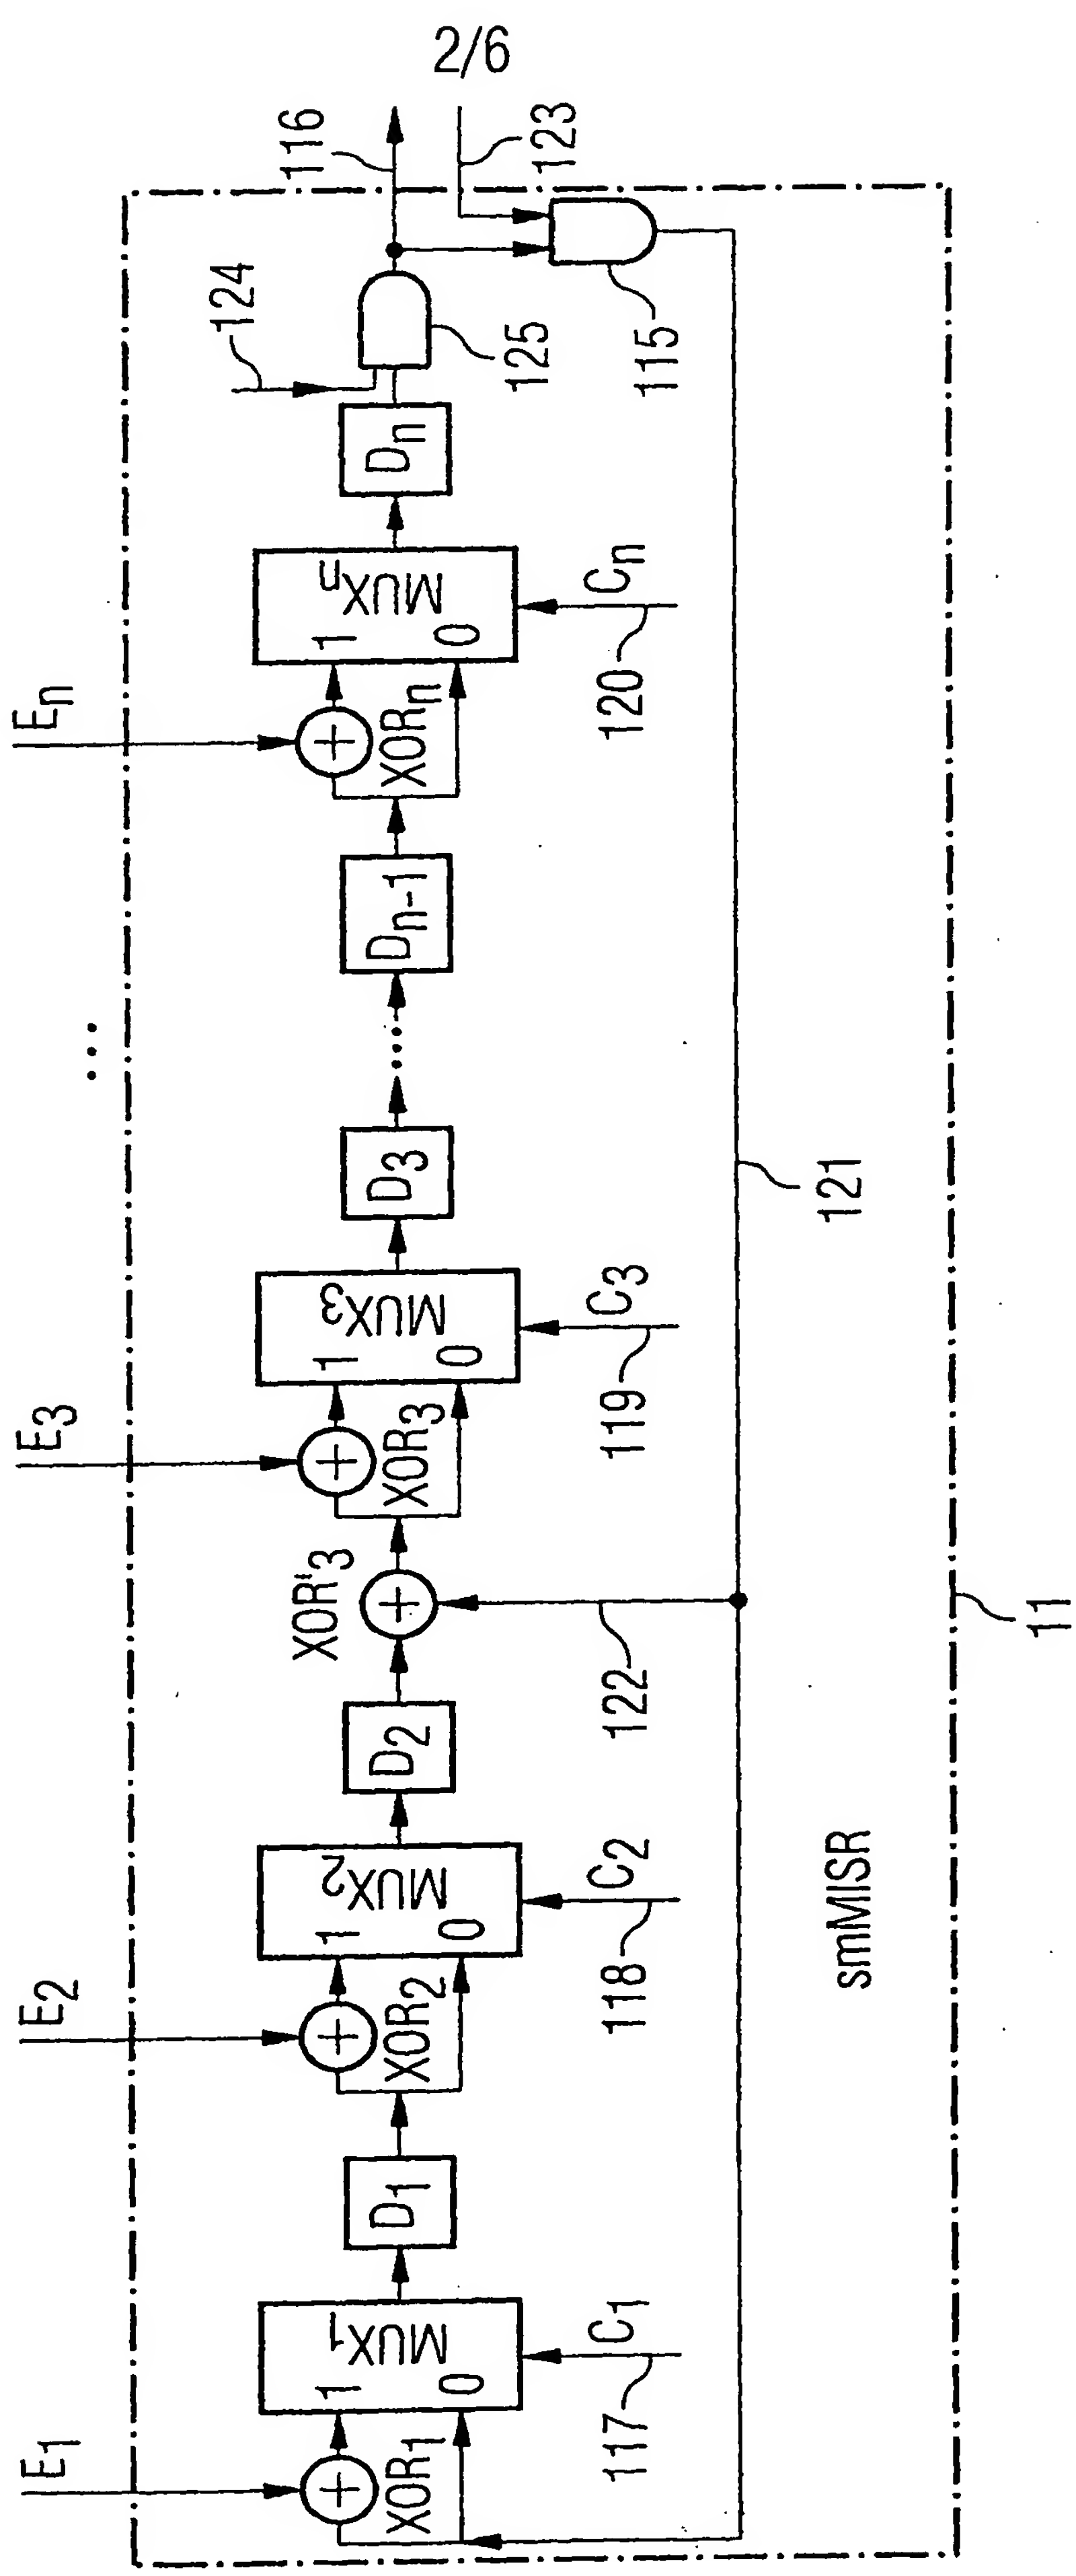 2/6
E1
E2
E3
...
En
124
116
XOR1
1
0
MUX1
D1
XOR2
1
0
MUX2
D2
XOR'3
XOR3
1
0
MUX3
D3
...
Dn-1
XORn
1
0
MUXn
Dn
125
123
115
117
C1
118
C2
122
119
C3
120
Cn
121
smMISR
11